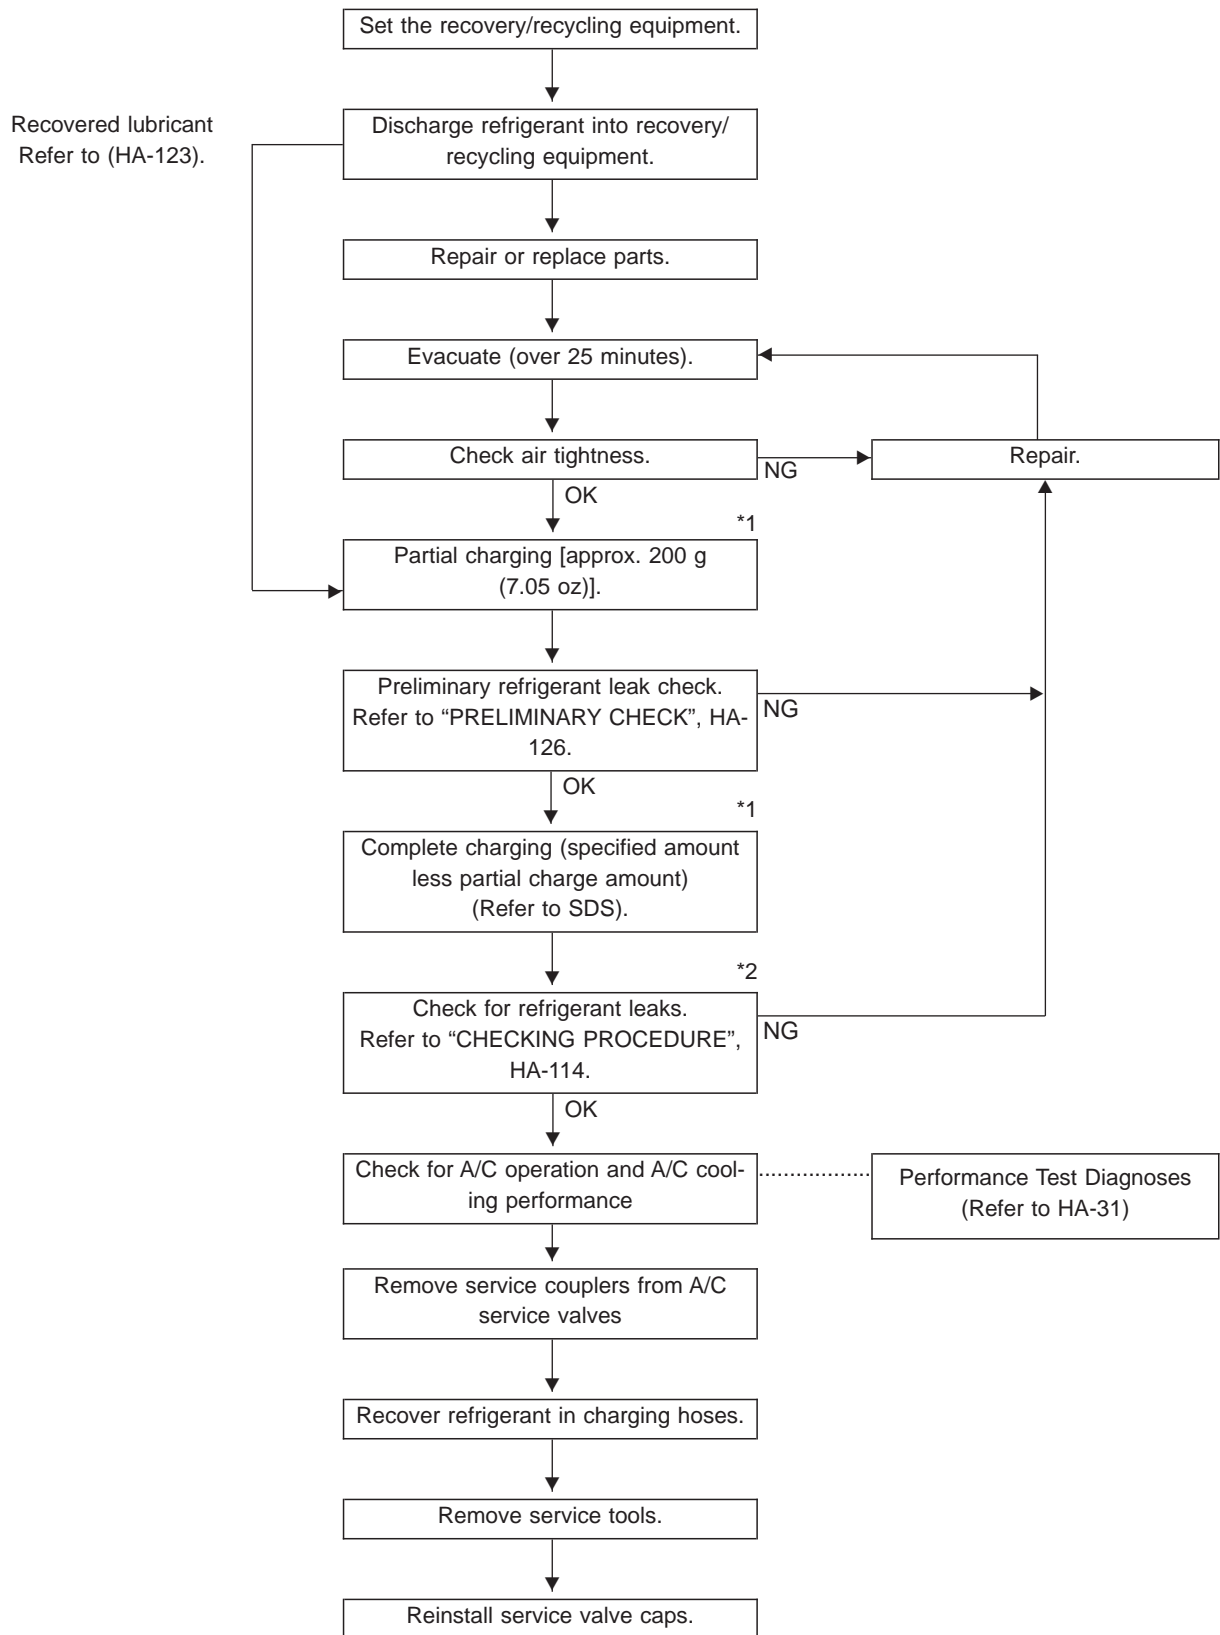 Set the recovery/recycling equipment.
Recovered lubricant
Refer to (HA-123).
Discharge refrigerant into recovery/
recycling equipment.
Repair or replace parts.
Evacuate (over 25 minutes).
Check air tightness.
NG
Repair.
OK
*1
Partial charging [approx. 200 g
(7.05 oz)].
Preliminary refrigerant leak check.
Refer to “PRELIMINARY CHECK”, HA-
126.
NG
OK
*1
Complete charging (specified amount
less partial charge amount)
(Refer to SDS).
*2
Check for refrigerant leaks.
Refer to “CHECKING PROCEDURE”,
HA-114.
NG
OK
Check for A/C operation and A/C cool-
ing performance
Performance Test Diagnoses
(Refer to HA-31)
Remove service couplers from A/C
service valves
Recover refrigerant in charging hoses.
Remove service tools.
Reinstall service valve caps.